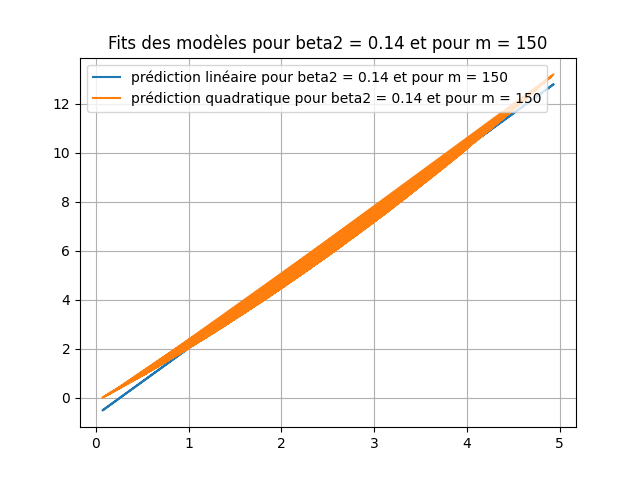 Fits des modèles pour beta2 = 0.14 et pour m = 150
prédiction linéaire pour beta2 = 0.14 et pour m = 150
prédiction quadratique pour beta2 = 0.14 et pour m = 150
12
10
8
6
4
2
0
0 1 2 3 4 5